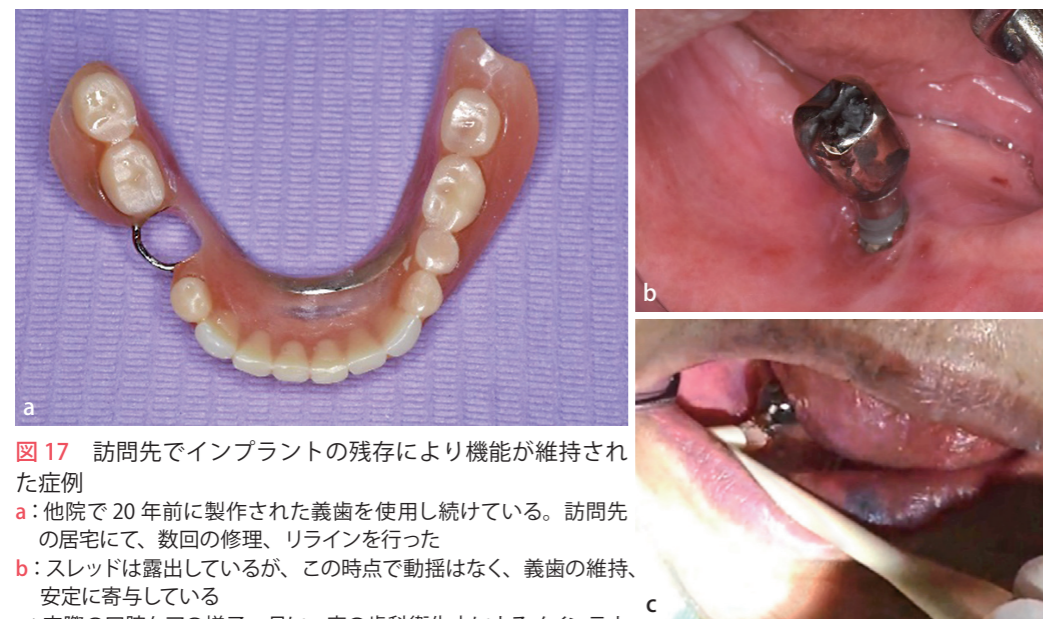 a
b
c
図 17 訪問先でインプラントの残存により機能が維持され
た症例
a：他院で 20 年前に製作された義歯を使用し続けている。訪問先
の居宅にて、数回の修理、リラインを行った
b：スレッドは露出しているが、この時点で動揺はなく、義歯の維持、
安定に寄与している